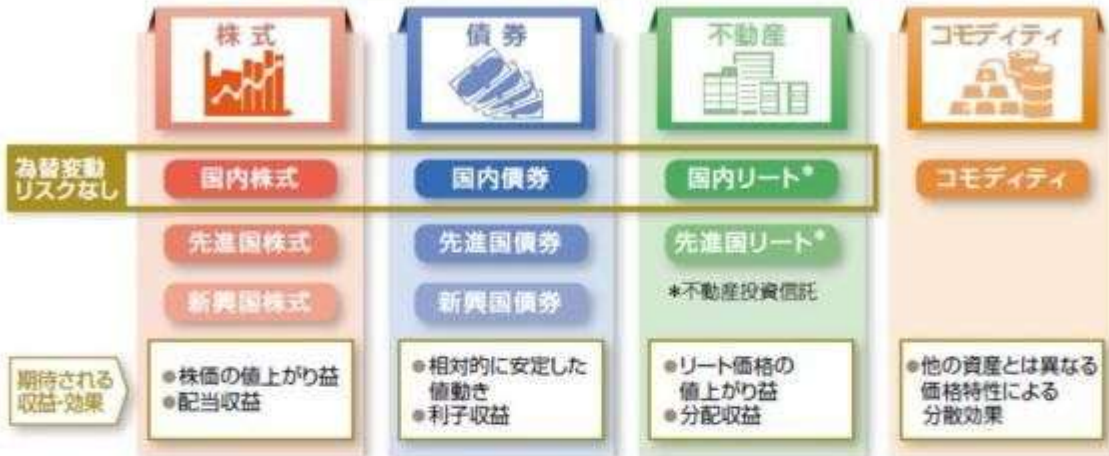 株式
債券
不動産
コモディティ
為替変動
リスクなし
国内株式
国内債券
国内リート*
コモディティ
先進国株式
先進国債券
先進国リート*
新興国株式
新興国債券
*不動産投資信託
期待される
収益・効果
●株価の値上がり益
●配当収益
●相対的に安定した
値動き
●利子収益
●リート価格の
値上がり益
●分配収益
●他の資産とは異なる
価格特性による
分散効果